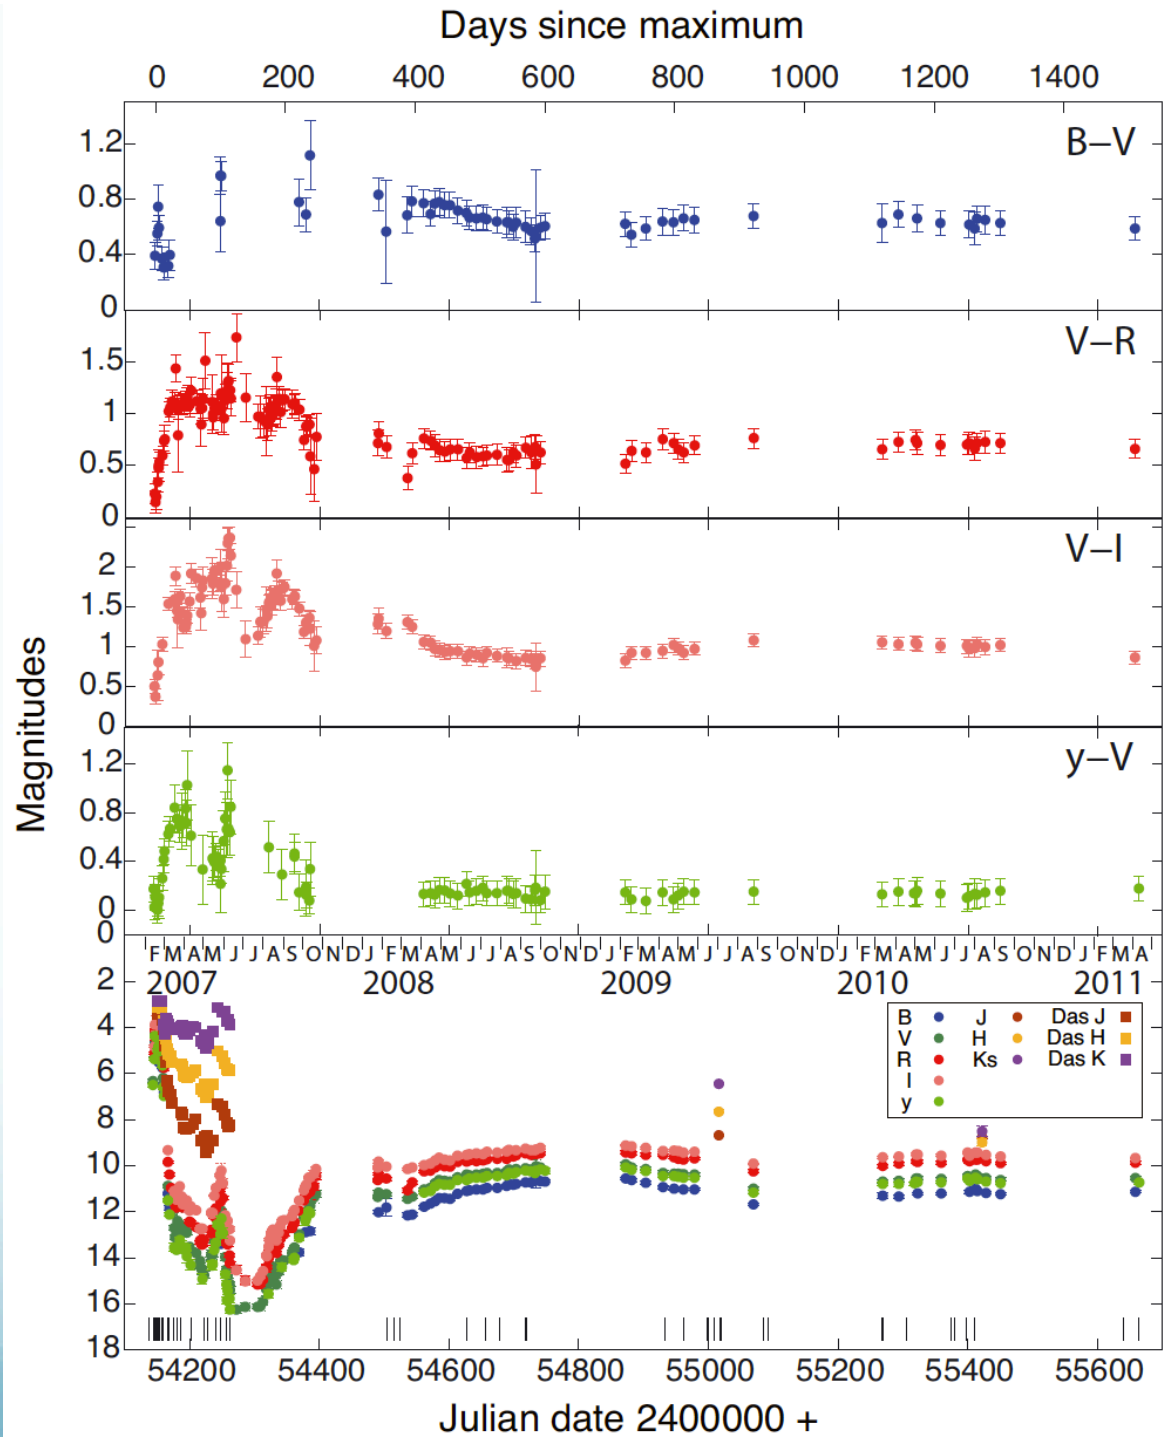 Days since maximum
0 200 400 600 800 1000 1200 1400
B–V
1.2
0.8
0.4
0
V–R
1.5
1
0.5
0
V–I
2
1.5
1
0.5
0
y–V
1.2
0.8
0.4
0
0
Magnitudes
F M A M J J A S O N D J F M A M J J A S O N D J F M A M J J A S O N D J F M A M J J A S O N D J F M A
2007 2008 2009 2010 2011
B J Das J
V H Das H
R Ks Das K
I
y
2
4
6
8
10
12
14
16
18
54200 54400 54600 54800 55000 55200 55400 55600
Julian date 2400000 +